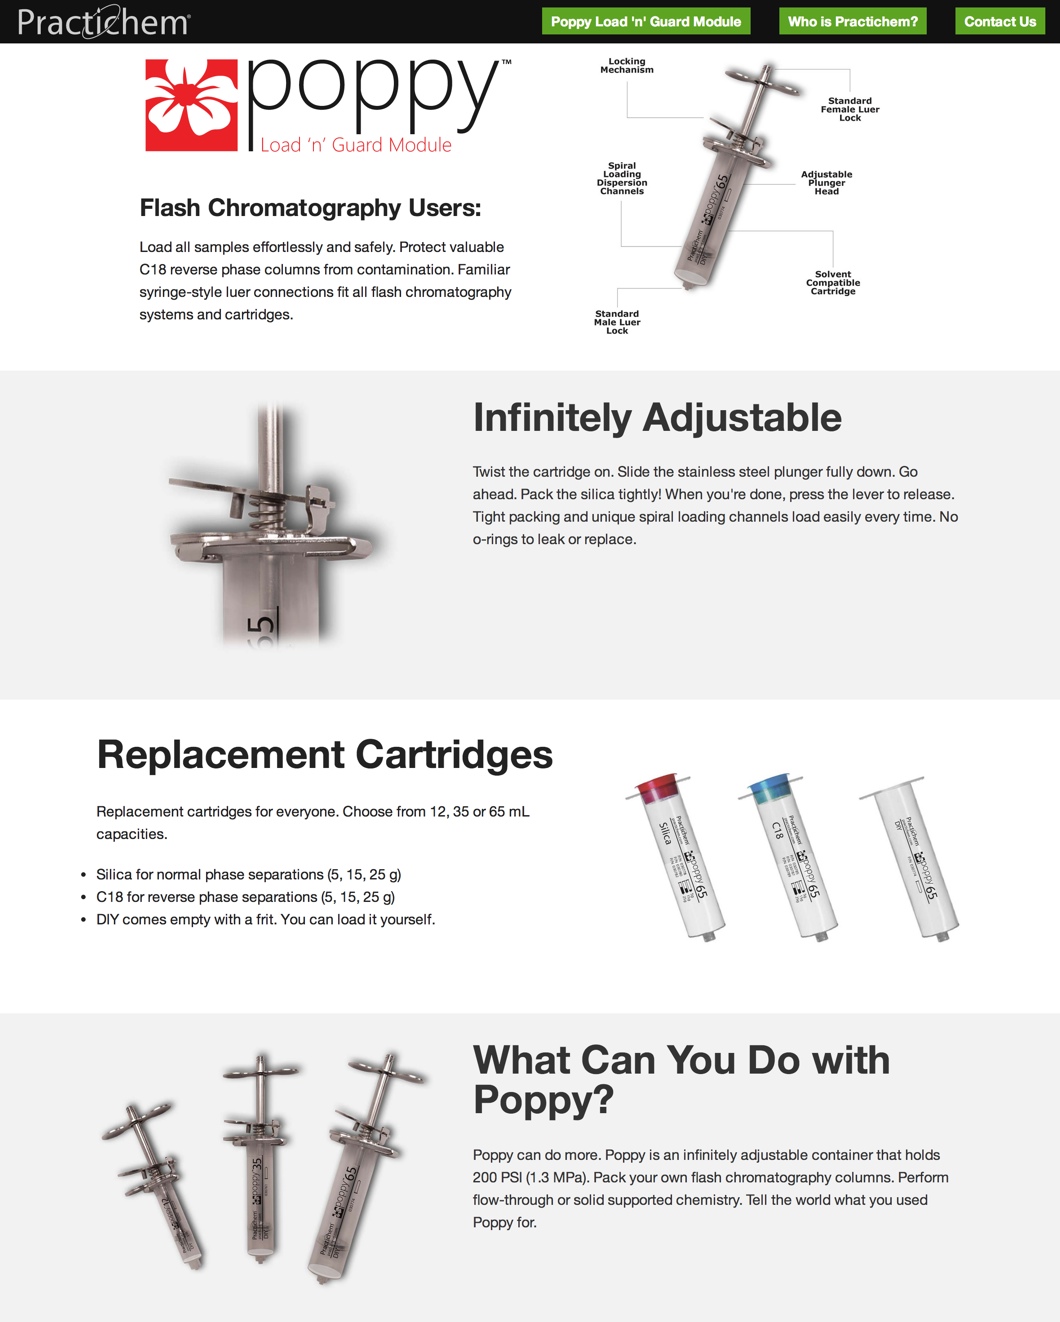 Practichem®
Poppy Load 'n' Guard Module
Who is Practichem?
Contact Us
poppy™
Load 'n' Guard Module
Flash Chromatography Users:
Load all samples effortlessly and safely. Protect valuable
C18 reverse phase columns from contamination. Familiar
syringe-style luer connections fit all flash chromatography
systems and cartridges.
Locking
Mechanism
Standard
Female Luer
Lock
Spiral
Loading
Dispersion
Channels
Adjustable
Plunger
Head
Solvent
Compatible
Cartridge
Standard
Male Luer
Lock
Practichem
poppy 65
Infinitely Adjustable
Twist the cartridge on. Slide the stainless steel plunger fully down. Go
ahead. Pack the silica tightly! When you're done, press the lever to release.
Tight packing and unique spiral loading channels load easily every time. No
o-rings to leak or replace.
65
Replacement Cartridges
Replacement cartridges for everyone. Choose from 12, 35 or 65 mL
capacities.
• Silica for normal phase separations (5, 15, 25 g)
• C18 for reverse phase separations (5, 15, 25 g)
• DIY comes empty with a frit. You can load it yourself.
Silica
Practichem
poppy 65
C18
Practichem
poppy 65
DIY
Practichem
poppy 65
What Can You Do with
Poppy?
Poppy can do more. Poppy is an infinitely adjustable container that holds
200 PSI (1.3 MPa). Pack your own flash chromatography columns. Perform
flow-through or solid supported chemistry. Tell the world what you used
Poppy for.
Practichem
poppy 35
Practichem
poppy 65